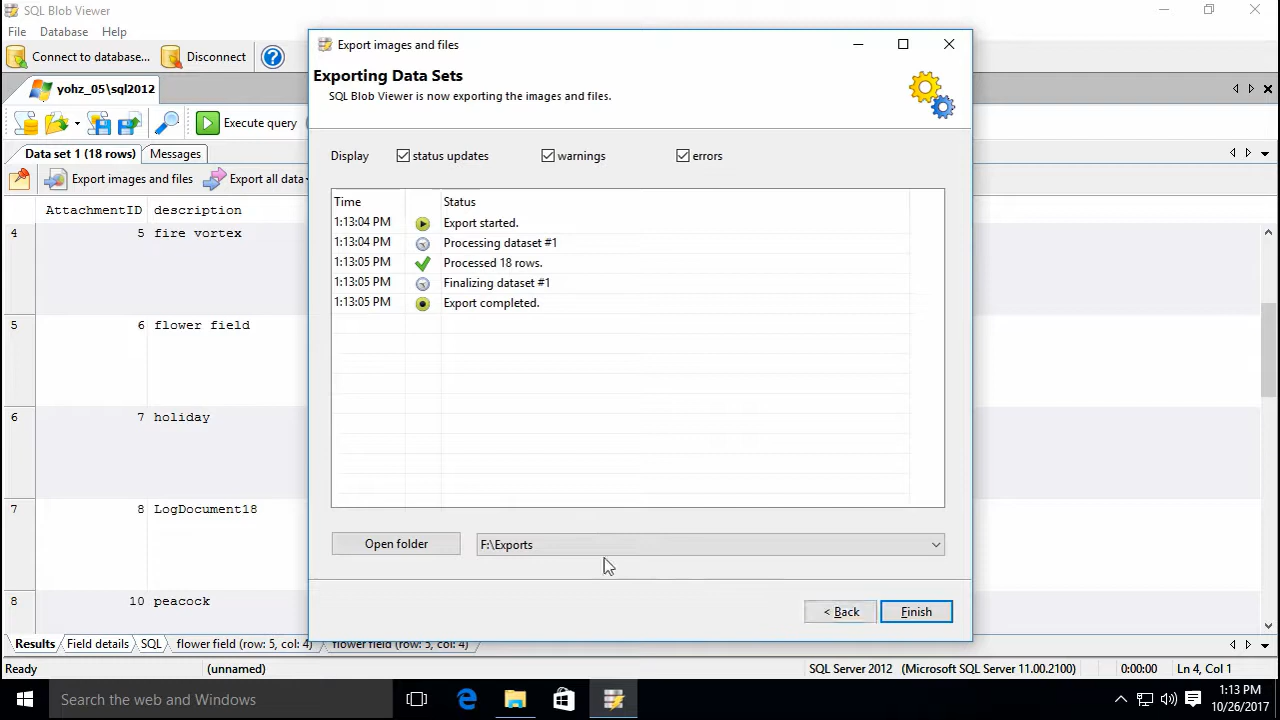 SQL Blob Viewer
File Database Help
Connect to database... Disconnect
yohz_05\sql2012
Execute query
Data set 1 (18 rows) Messages
Export images and files Export all data
AttachmentID description
4 5 fire vortex
5 6 flower field
6 7 holiday
7 8 LogDocument18
8 10 peacock
Results Field details SQL flower field (row: 5, col: 4) flower field (row: 5, col: 4)
Ready (unnamed) SQL Server 2012 (Microsoft SQL Server 11.00.2100) 0:00:00 Ln 4, Col 1
Export images and files
Exporting Data Sets
SQL Blob Viewer is now exporting the images and files.
Display status updates warnings errors
Time Status
1:13:04 PM Export started.
1:13:04 PM Processing dataset #1
1:13:05 PM Processed 18 rows.
1:13:05 PM Finalizing dataset #1
1:13:05 PM Export completed.
Open folder F:\Exports
< Back Finish
Search the web and Windows
1:13 PM
10/26/2017